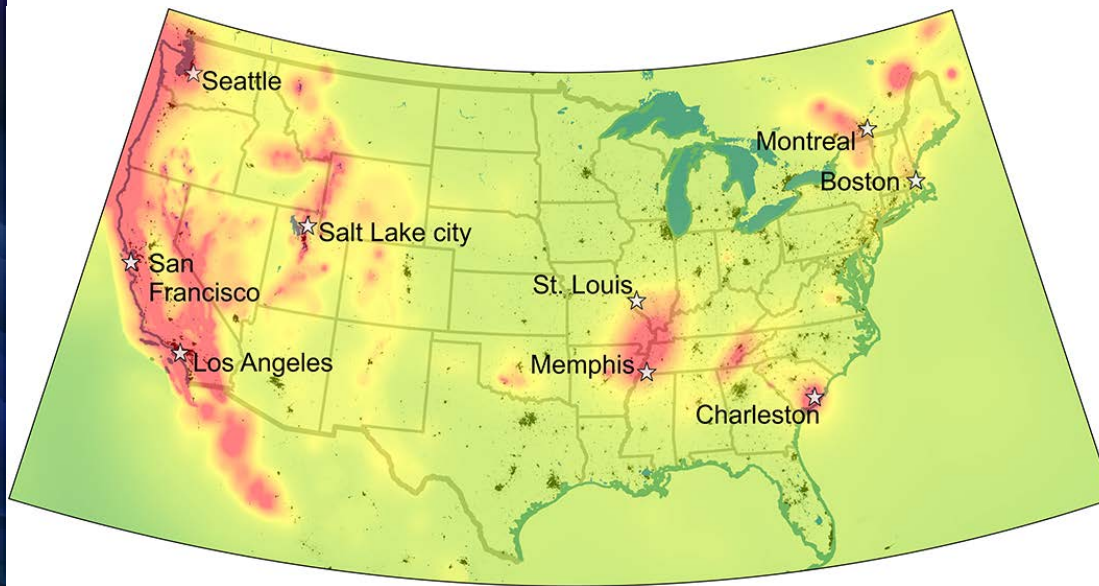 Seattle
Montreal
Boston
Salt Lake city
San
Francisco
St. Louis
Los Angeles
Memphis
Charleston